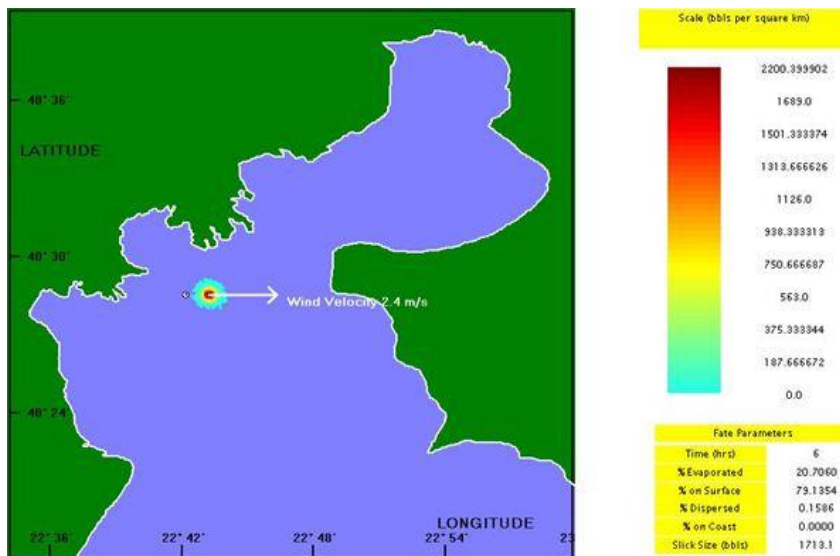 40° 36'
LATITUDE
40° 30'
Wind Velocity 2.4 m/s
40° 24'
LONGITUDE
22° 36' 22° 42' 22° 48' 22° 54' 23
Scale (bbls per square km)
2200.399902
1689.0
1501.333374
1313.666626
1126.0
938.333313
750.666687
563.0
375.333344
187.666672
0.0
Fate Parameters
Time (hrs) 6
% Evaporated 20.7060
% on Surface 79.1354
% Dispersed 0.1586
% on Coast 0.0000
Slick Size (bbls) 1713.1